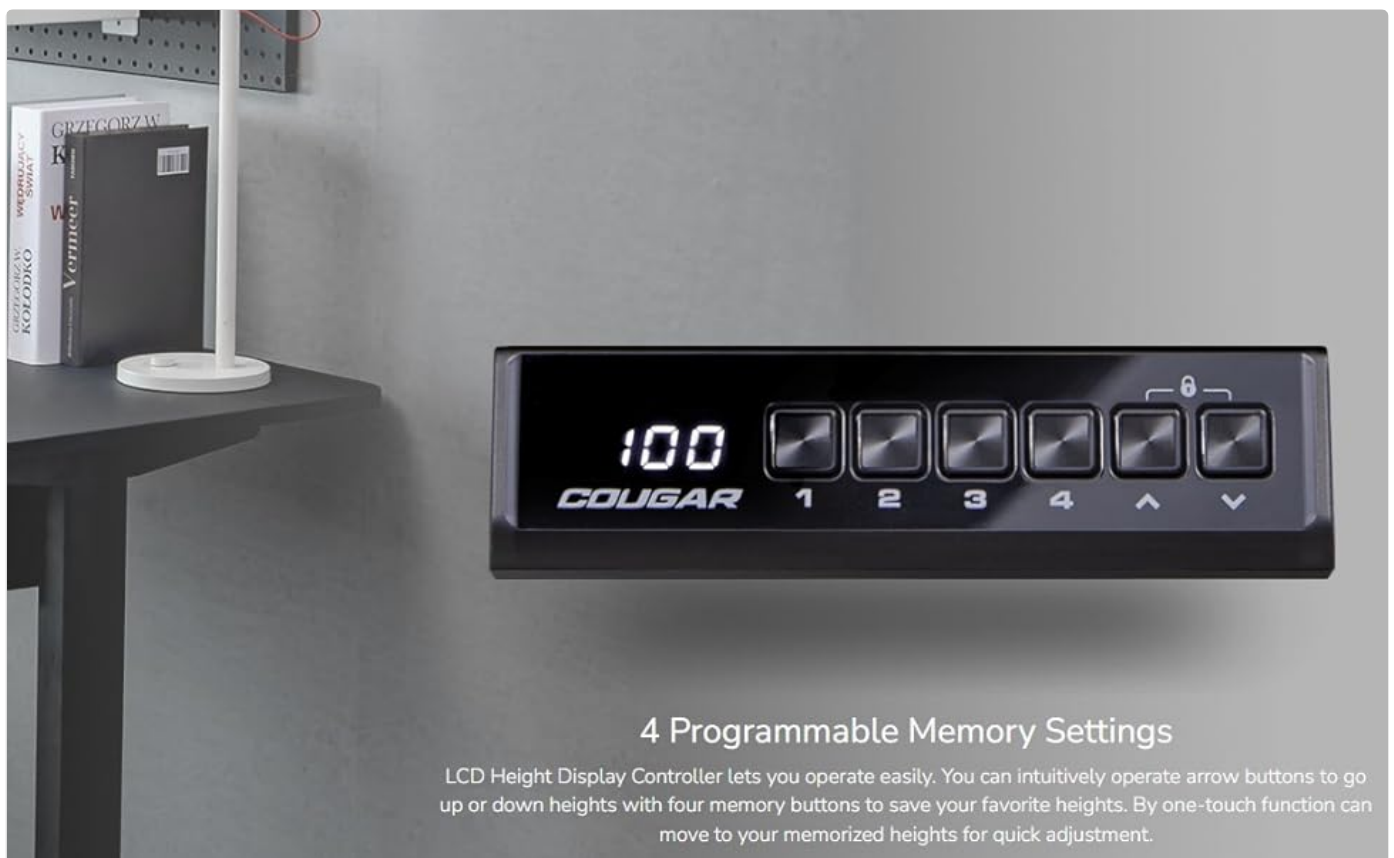 GRZEGORZ W.
K
W
WĘDRUJĄCY
ŚWIAT
GRZEGORZ W.
KOŁODKO
Vermeer
100
COUGAR
1
2
3
4
4 Programmable Memory Settings
LCD Height Display Controller lets you operate easily. You can intuitively operate arrow buttons to go
up or down heights with four memory buttons to save your favorite heights. By one-touch function can
move to your memorized heights for quick adjustment.